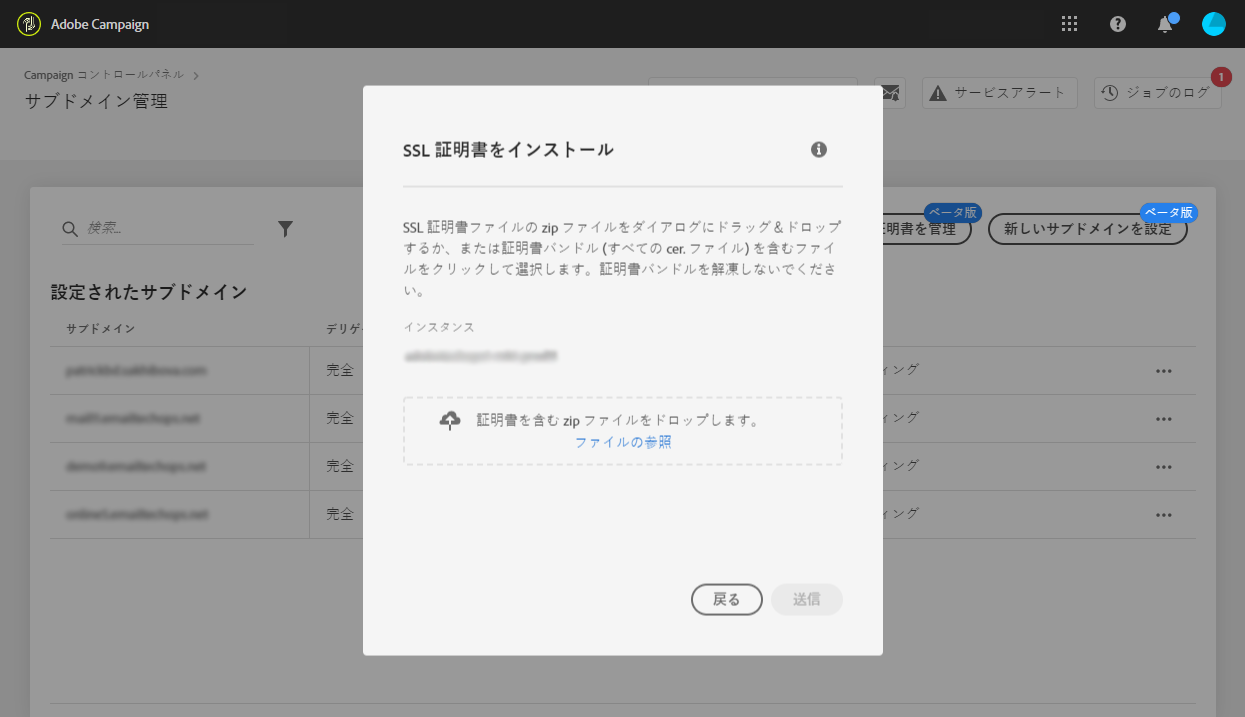 Adobe Campaign
Campaign コントロールパネル
サブドメイン管理
サービスアラート
ジョブのログ
1
検索...
明書を管理
ベータ版
新しいサブドメインを設定
ベータ版
設定されたサブドメイン
サブドメイン
デリゲ
完全
ィング
完全
ィング
完全
ィング
完全
ィング
SSL 証明書をインストール
SSL 証明書ファイルの zip ファイルをダイアログにドラッグ＆ドロップ
するか、または証明書バンドル (すべての cer. ファイル) を含むファイ
ルをクリックして選択します。証明書バンドルを解凍しないでくださ
い。
インスタンス
証明書を含む zip ファイルをドロップします。
ファイルの参照
戻る
送信